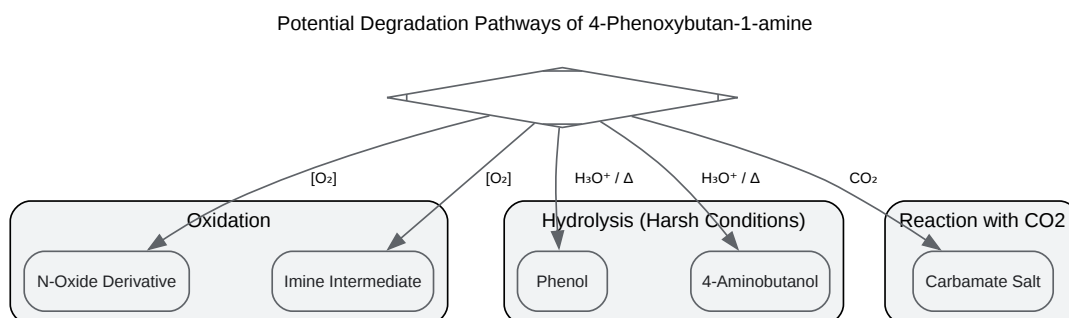 Potential Degradation Pathways of 4-Phenoxybutan-1-amine
[O₂]
[O₂]
H₃O⁺ / Δ
H₃O⁺ / Δ
CO₂
Oxidation
Hydrolysis (Harsh Conditions)
Reaction with CO2
N-Oxide Derivative
Imine Intermediate
Phenol
4-Aminobutanol
Carbamate Salt